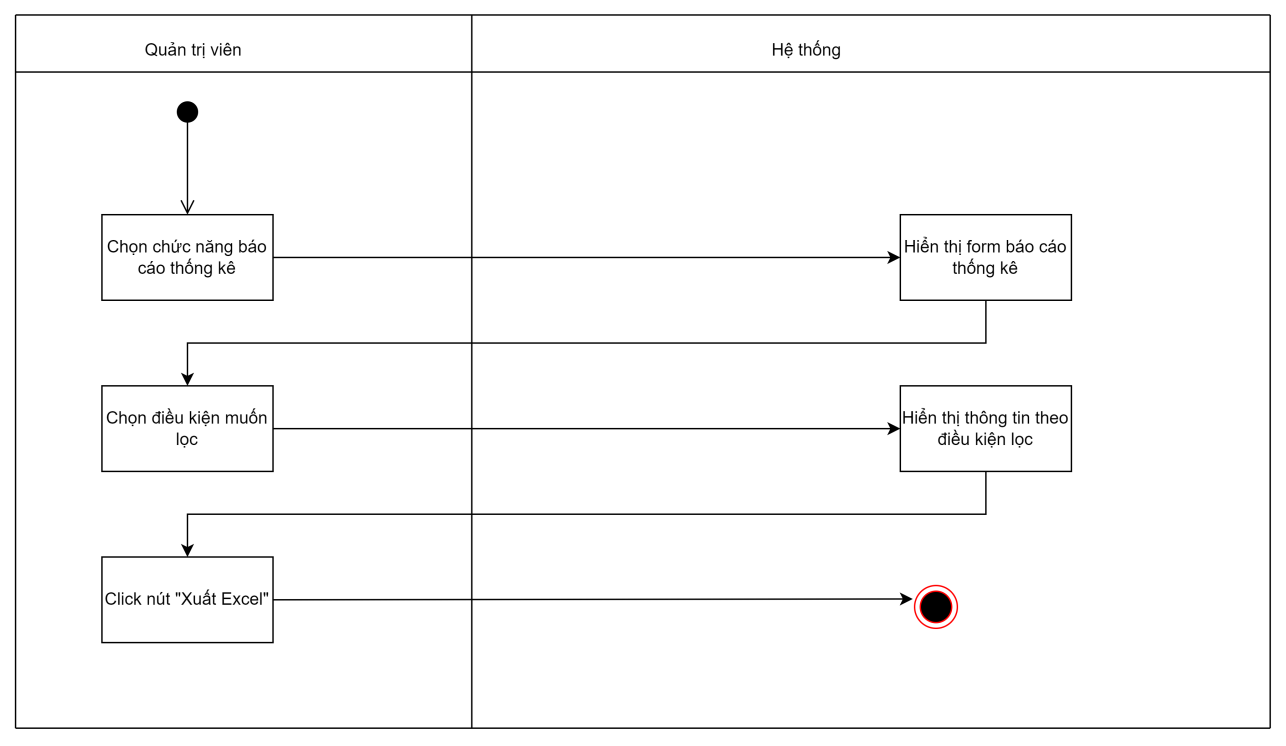 Quản trị viên
Hệ thống
Chọn chức năng báo
cáo thống kê
Hiển thị form báo cáo
thống kê
Chọn điều kiện muốn
lọc
Hiển thị thông tin theo
điều kiện lọc
Click nút "Xuất Excel"